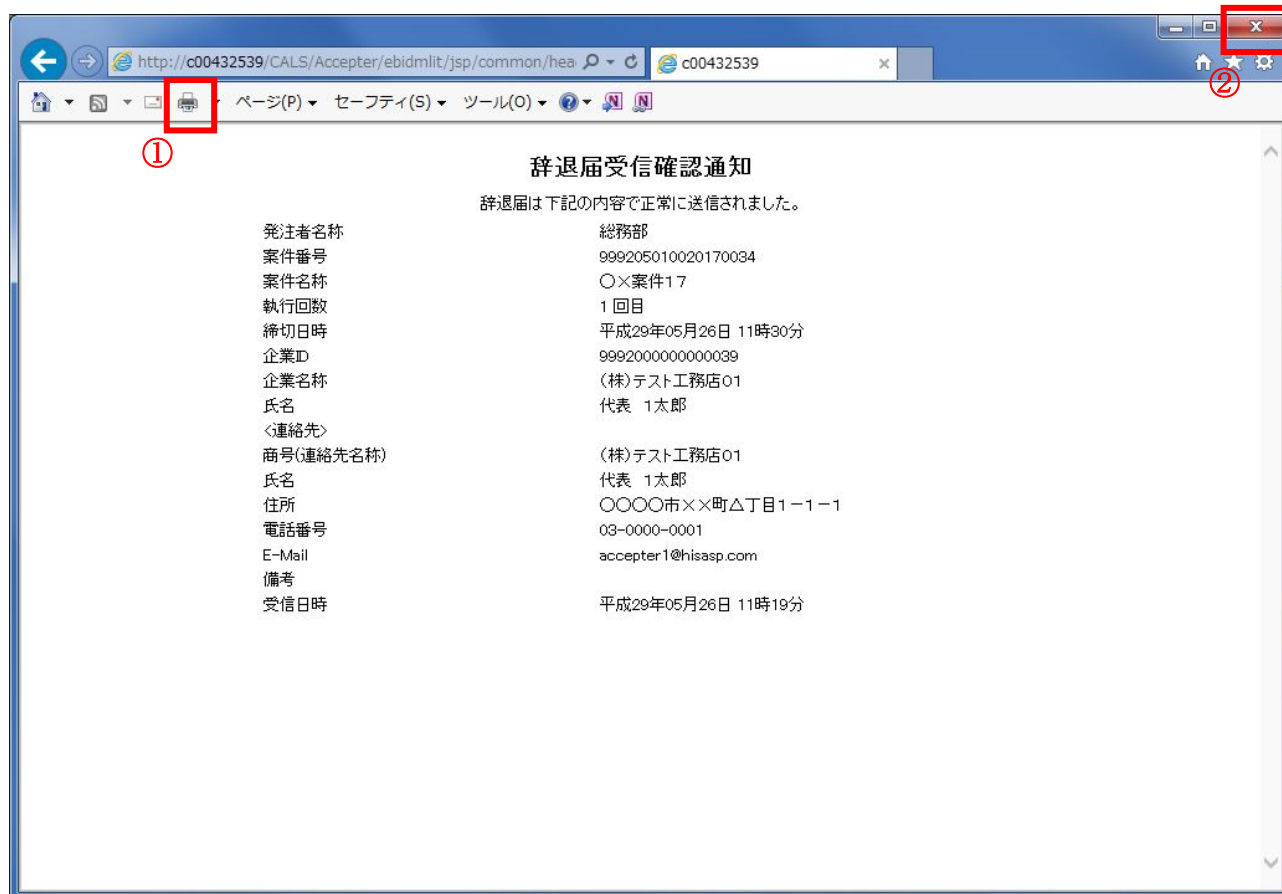 http://c00432539/CALS/Accepter/ebidmlit/jsp/common/hea
c00432539
②
ページ(P) セーフティ(S) ツール(O)
①
辞退届受信確認通知
辞退届は下記の内容で正常に送信されました。
発注者名称 総務部
案件番号 999205010020170034
案件名称 〇×案件17
執行回数 1回目
締切日時 平成29年05月26日 11時30分
企業ID 9992000000000039
企業名称 (株)テスト工務店01
氏名 代表 1太郎
<連絡先>
商号(連絡先名称) (株)テスト工務店01
氏名 代表 1太郎
住所 〇〇〇〇市××町△丁目1-1-1
電話番号 03-0000-0001
E-Mail accepter1@hisasp.com
備考
受信日時 平成29年05月26日 11時19分